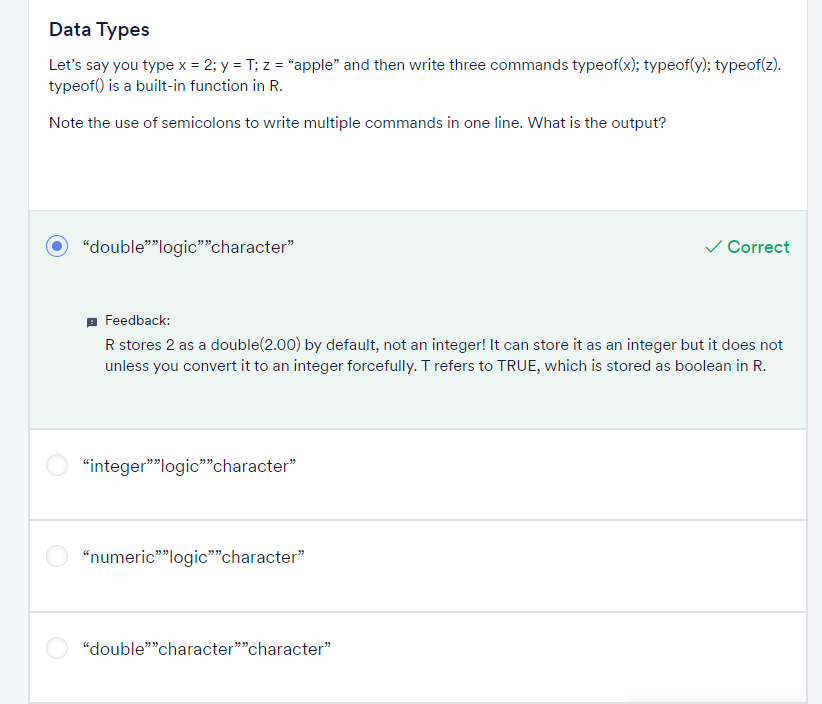 Data Types
Let’s say you type x = 2; y = T; z = “apple” and then write three commands typeof(x); typeof(y); typeof(z).
typeof() is a built-in function in R.
Note the use of semicolons to write multiple commands in one line. What is the output?
“double””logic””character”
Correct
Feedback:
R stores 2 as a double(2.00) by default, not an integer! It can store it as an integer but it does not
unless you convert it to an integer forcefully. T refers to TRUE, which is stored as boolean in R.
“integer””logic””character”
“numeric””logic””character”
“double””character””character”